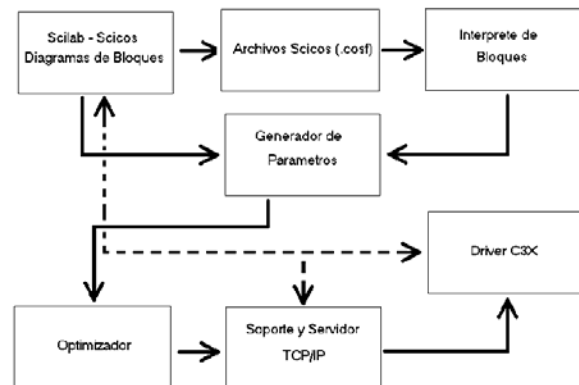 Scilab - Scicos
Diagramas de Bloques
Archivos Scicos (.cosf)
Interprete de
Bloques
Generador de
Parametros
Driver C3X
Optimizador
Soporte y Servidor
TCP/IP